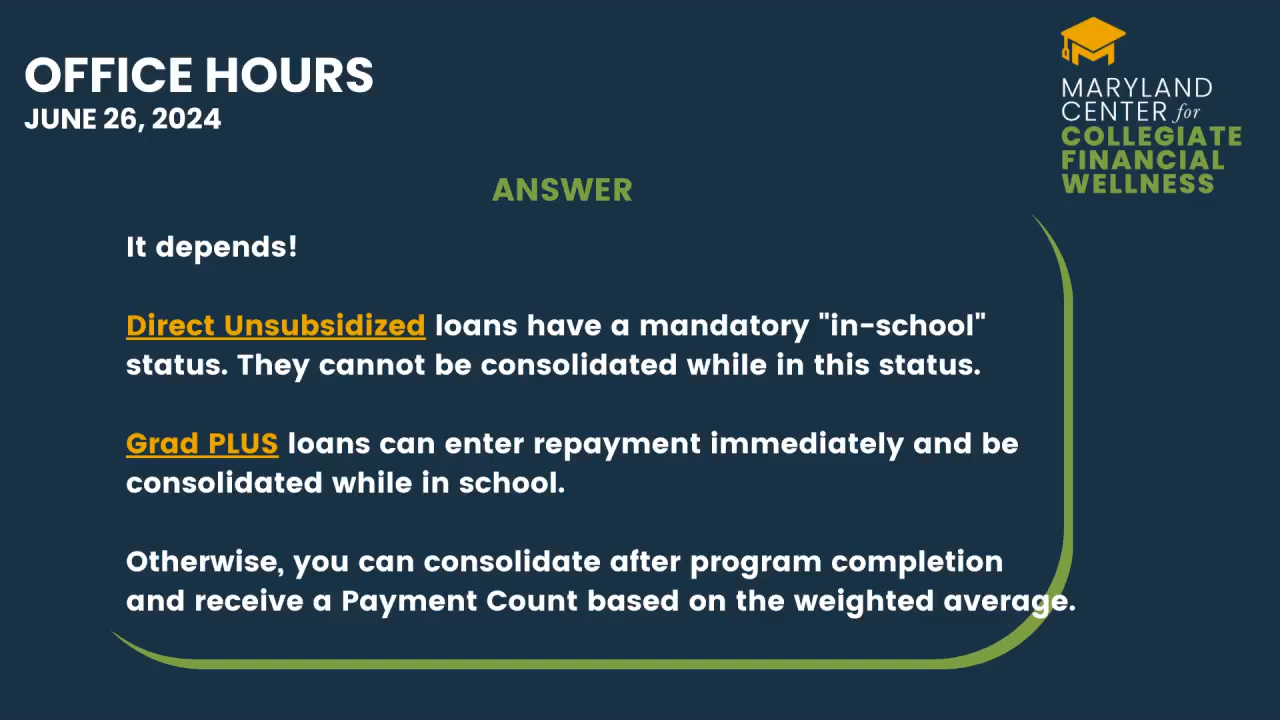 OFFICE HOURS
JUNE 26, 2024
MARYLAND
CENTER for
COLLEGIATE
FINANCIAL
WELLNESS
ANSWER
It depends!
Direct Unsubsidized loans have a mandatory "in-school"
status. They cannot be consolidated while in this status.
Grad PLUS loans can enter repayment immediately and be
consolidated while in school.
Otherwise, you can consolidate after program completion
and receive a Payment Count based on the weighted average.